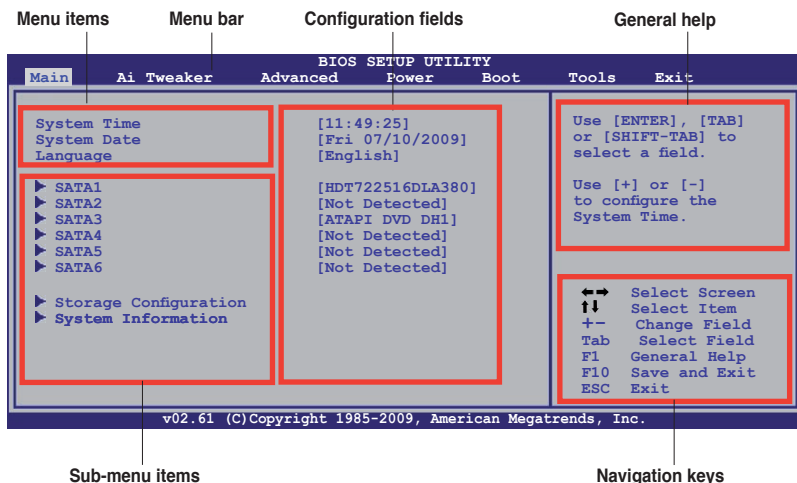 Menu items Menu bar Configuration fields General help
BIOS SETUP UTILITY
Main Ai Tweaker Advanced Power Boot Tools Exit
System Time [11:49:25]
System Date [Fri 07/10/2009]
Language [English]
SATA1 [HDT722516DLA380]
SATA2 [Not Detected]
SATA3 [ATAPI DVD DH1]
SATA4 [Not Detected]
SATA5 [Not Detected]
SATA6 [Not Detected]
Storage Configuration
System Information
Use [ENTER], [TAB]
or [SHIFT-TAB] to
select a field.
Use [+] or [-]
to configure the
System Time.
←→ Select Screen
↑↓ Select Item
+- Change Field
Tab Select Field
F1 General Help
F10 Save and Exit
ESC Exit
v02.61 (C)Copyright 1985-2009, American Megatrends, Inc.
Sub-menu items Navigation keys